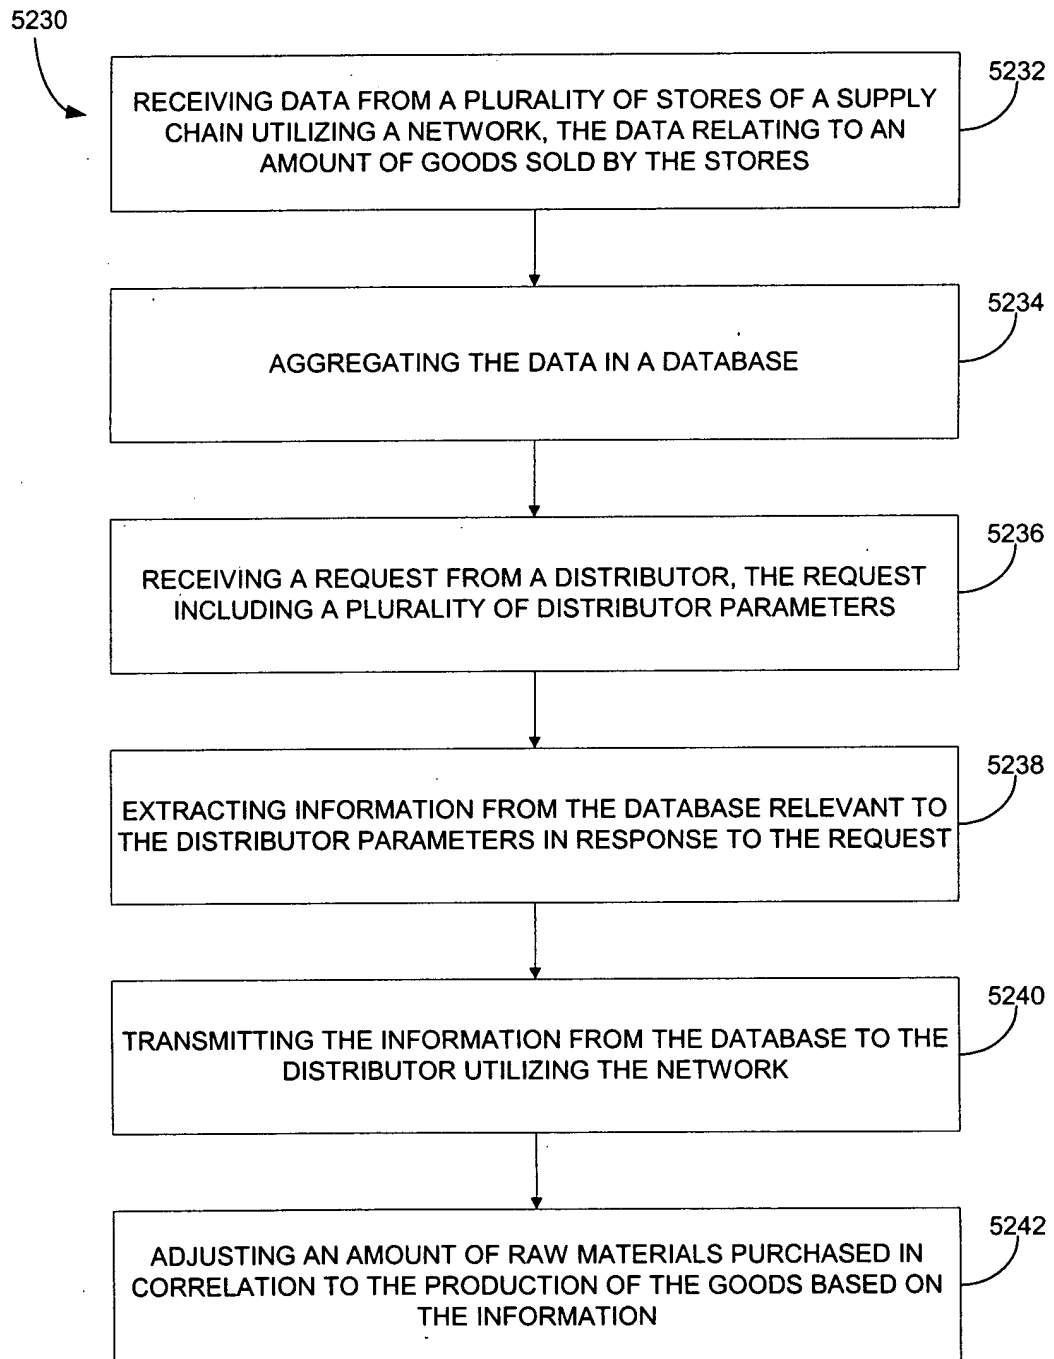 5230
5232
RECEIVING DATA FROM A PLURALITY OF STORES OF A SUPPLY
CHAIN UTILIZING A NETWORK, THE DATA RELATING TO AN
AMOUNT OF GOODS SOLD BY THE STORES
5234
AGGREGATING THE DATA IN A DATABASE
5236
RECEIVING A REQUEST FROM A DISTRIBUTOR, THE REQUEST
INCLUDING A PLURALITY OF DISTRIBUTOR PARAMETERS
5238
EXTRACTING INFORMATION FROM THE DATABASE RELEVANT TO
THE DISTRIBUTOR PARAMETERS IN RESPONSE TO THE REQUEST
5240
TRANSMITTING THE INFORMATION FROM THE DATABASE TO THE
DISTRIBUTOR UTILIZING THE NETWORK
5242
ADJUSTING AN AMOUNT OF RAW MATERIALS PURCHASED IN
CORRELATION TO THE PRODUCTION OF THE GOODS BASED ON
THE INFORMATION